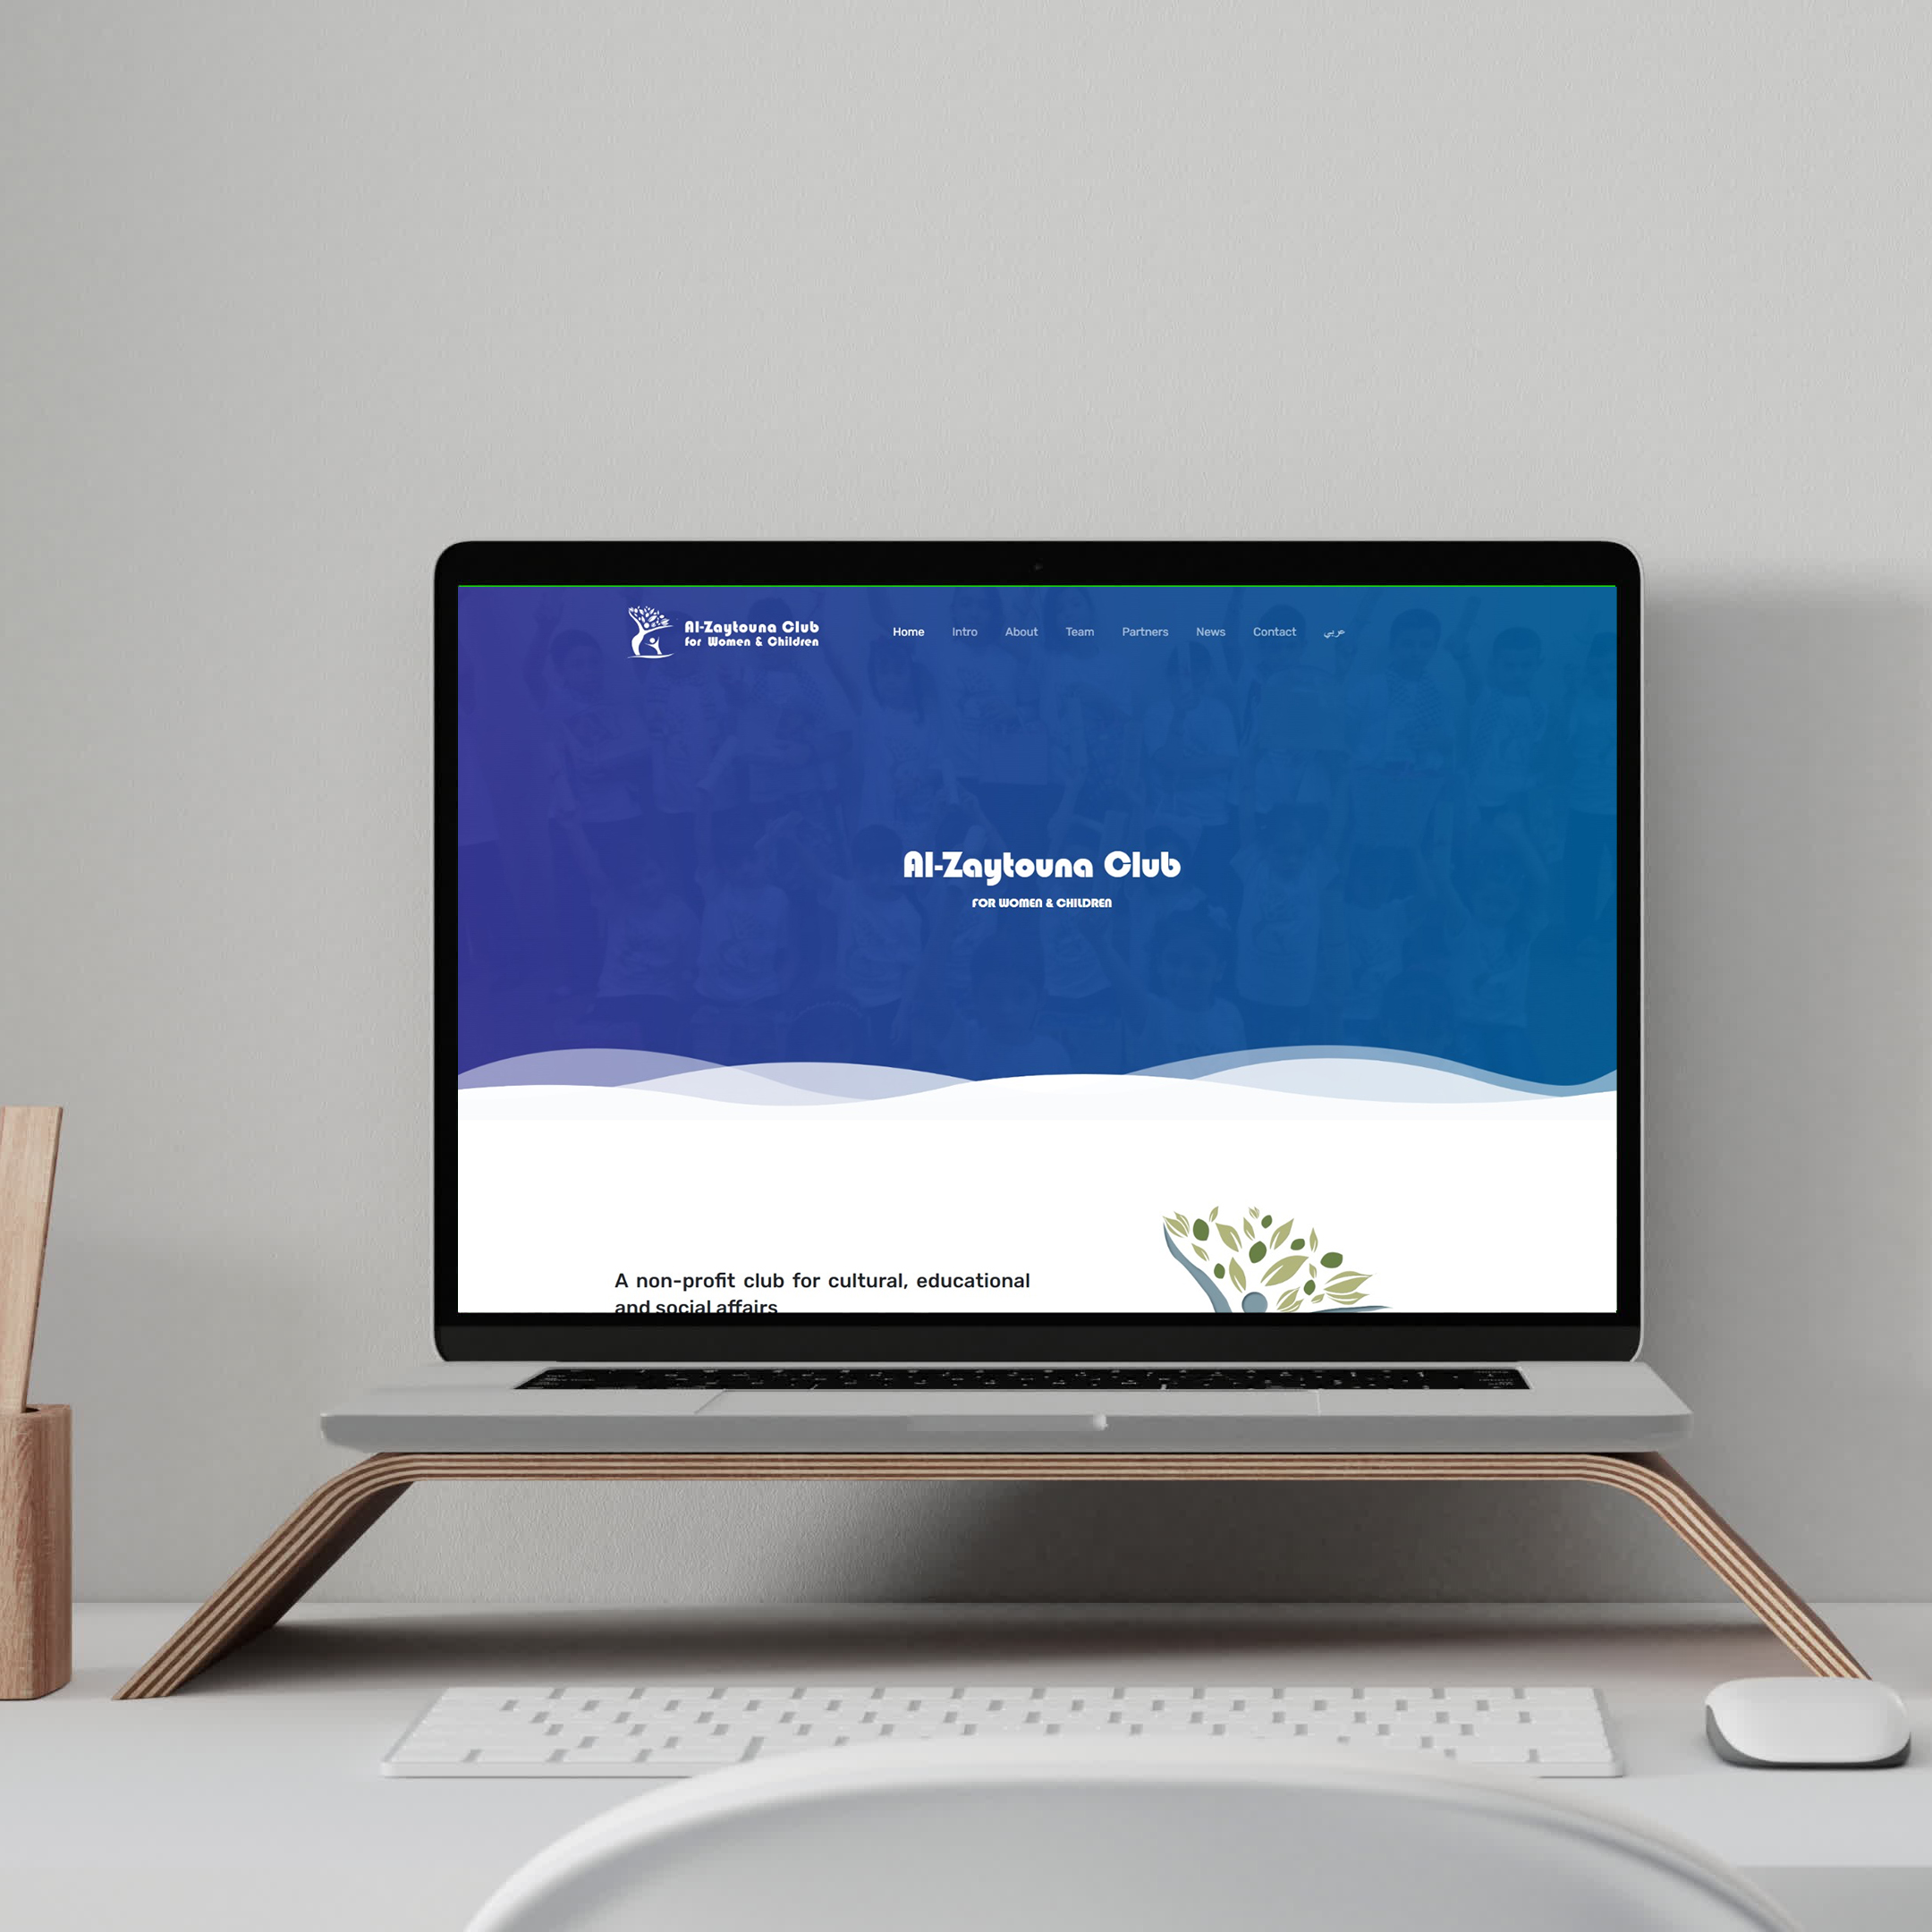 Al-Zaytouna Club
For Women & Children
Home Intro About Team Partners News Contact عربي
Al-Zaytouna Club
FOR WOMEN & CHILDREN
A non-profit club for cultural, educational
and social affairs